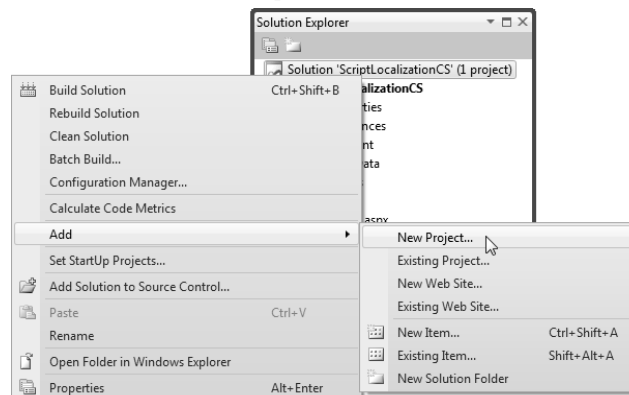 Solution Explorer
Solution 'ScriptLocalizationCS' (1 project)
alizationCS
ties
nces
nt
ata
.aspx
Build Solution Ctrl+Shift+B
Rebuild Solution
Clean Solution
Batch Build...
Configuration Manager...
Calculate Code Metrics
Add
Set StartUp Projects...
Add Solution to Source Control...
Paste Ctrl+V
Rename
Open Folder in Windows Explorer
Properties Alt+Enter
New Project...
Existing Project...
New Web Site...
Existing Web Site...
New Item... Ctrl+Shift+A
Existing Item... Shift+Alt+A
New Solution Folder